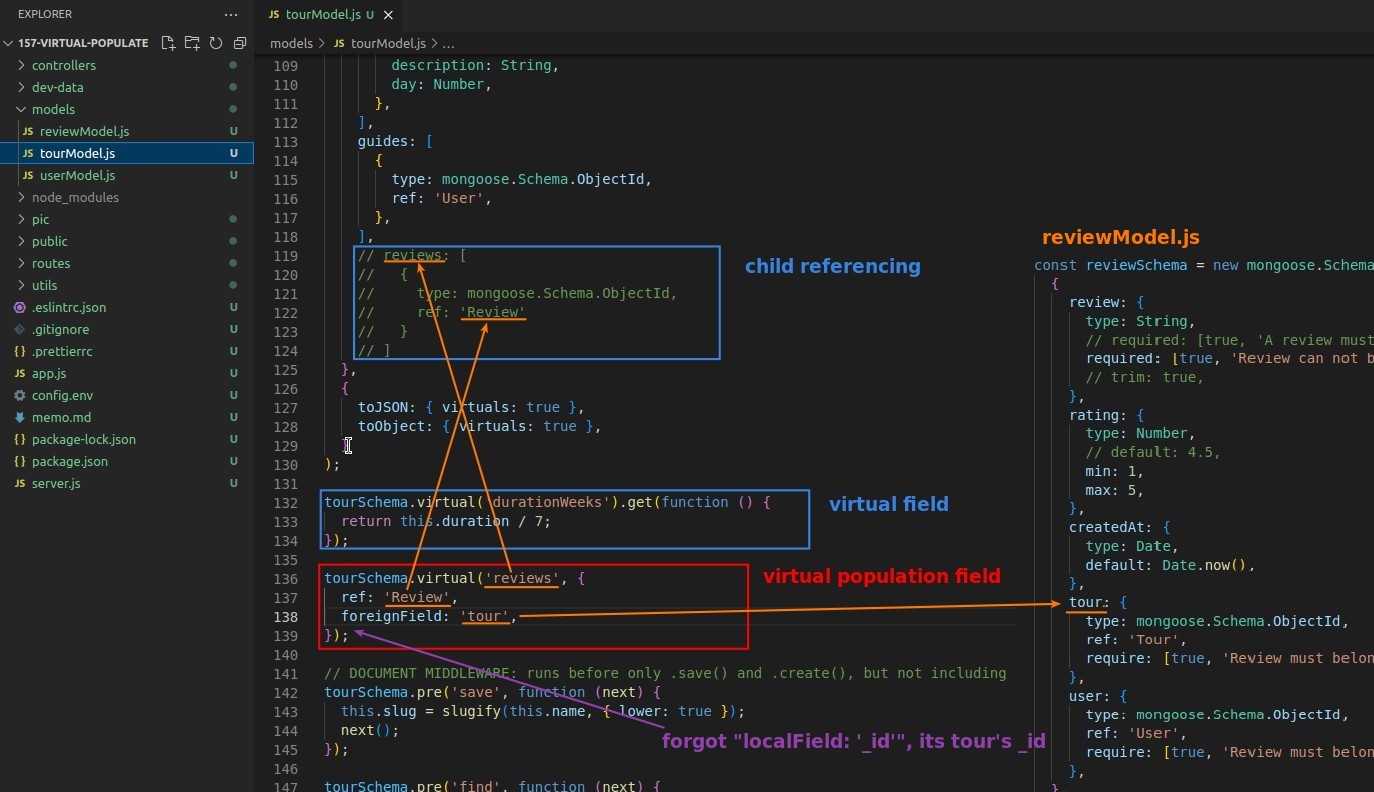 EXPLORER
···
157-VIRTUAL-POPULATE
controllers
dev-data
models
JS reviewModel.js U
JS tourModel.js U
JS userModel.js U
node_modules
pic
public
routes
utils
.eslintrc.json U
.gitignore U
{} .prettierrc U
JS app.js U
config.env U
memo.md U
{} package-lock.json U
{} package.json U
JS server.js U
JS tourModel.js U
models > JS tourModel.js > ...
109 description: String,
110 day: Number,
111 },
112 ],
113 guides: [
114 {
115 type: mongoose.Schema.ObjectId,
116 ref: 'User',
117 },
118 ],
119 // reviews: [
120 // {
121 // type: mongoose.Schema.ObjectId,
122 // ref: 'Review'
123 // }
124 // ]
125 },
126 {
127 toJSON: { virtuals: true },
128 toObject: { virtuals: true },
129 }
130 );
131
132 tourSchema.virtual('durationWeeks').get(function () {
133 return this.duration / 7;
134 });
135
136 tourSchema.virtual('reviews', {
137 ref: 'Review',
138 foreignField: 'tour',
139 });
140
141 // DOCUMENT MIDDLEWARE: runs before only .save() and .create(), but not including
142 tourSchema.pre('save', function (next) {
143 this.slug = slugify(this.name, { lower: true });
144 next();
145 });
146
147 tourSchema.pre('find', function (next) {
child referencing
virtual field
virtual population field
forgot "localField: '_id'", its tour's _id
reviewModel.js
const reviewSchema = new mongoose.Schema
{
review: {
type: String,
// required: [true, 'A review must
required: [true, 'Review can not b
// trim: true,
},
rating: {
type: Number,
// default: 4.5,
min: 1,
max: 5,
},
createdAt: {
type: Date,
default: Date.now(),
},
tour: {
type: mongoose.Schema.ObjectId,
ref: 'Tour',
require: [true, 'Review must belon
},
user: {
type: mongoose.Schema.ObjectId,
ref: 'User',
require: [true, 'Review must belon
},
}